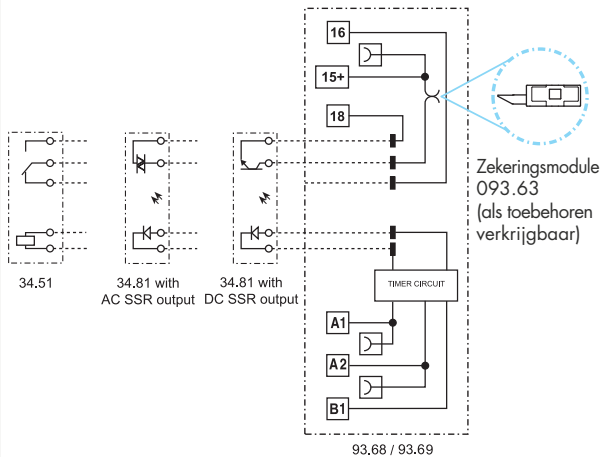 16
15+
18
Zekeringsmodule
093.63
(als toebehoren
verkrijgbaar)
34.51
34.81 with
AC SSR output
34.81 with
DC SSR output
TIMER CIRCUIT
A1
A2
B1
93.68 / 93.69